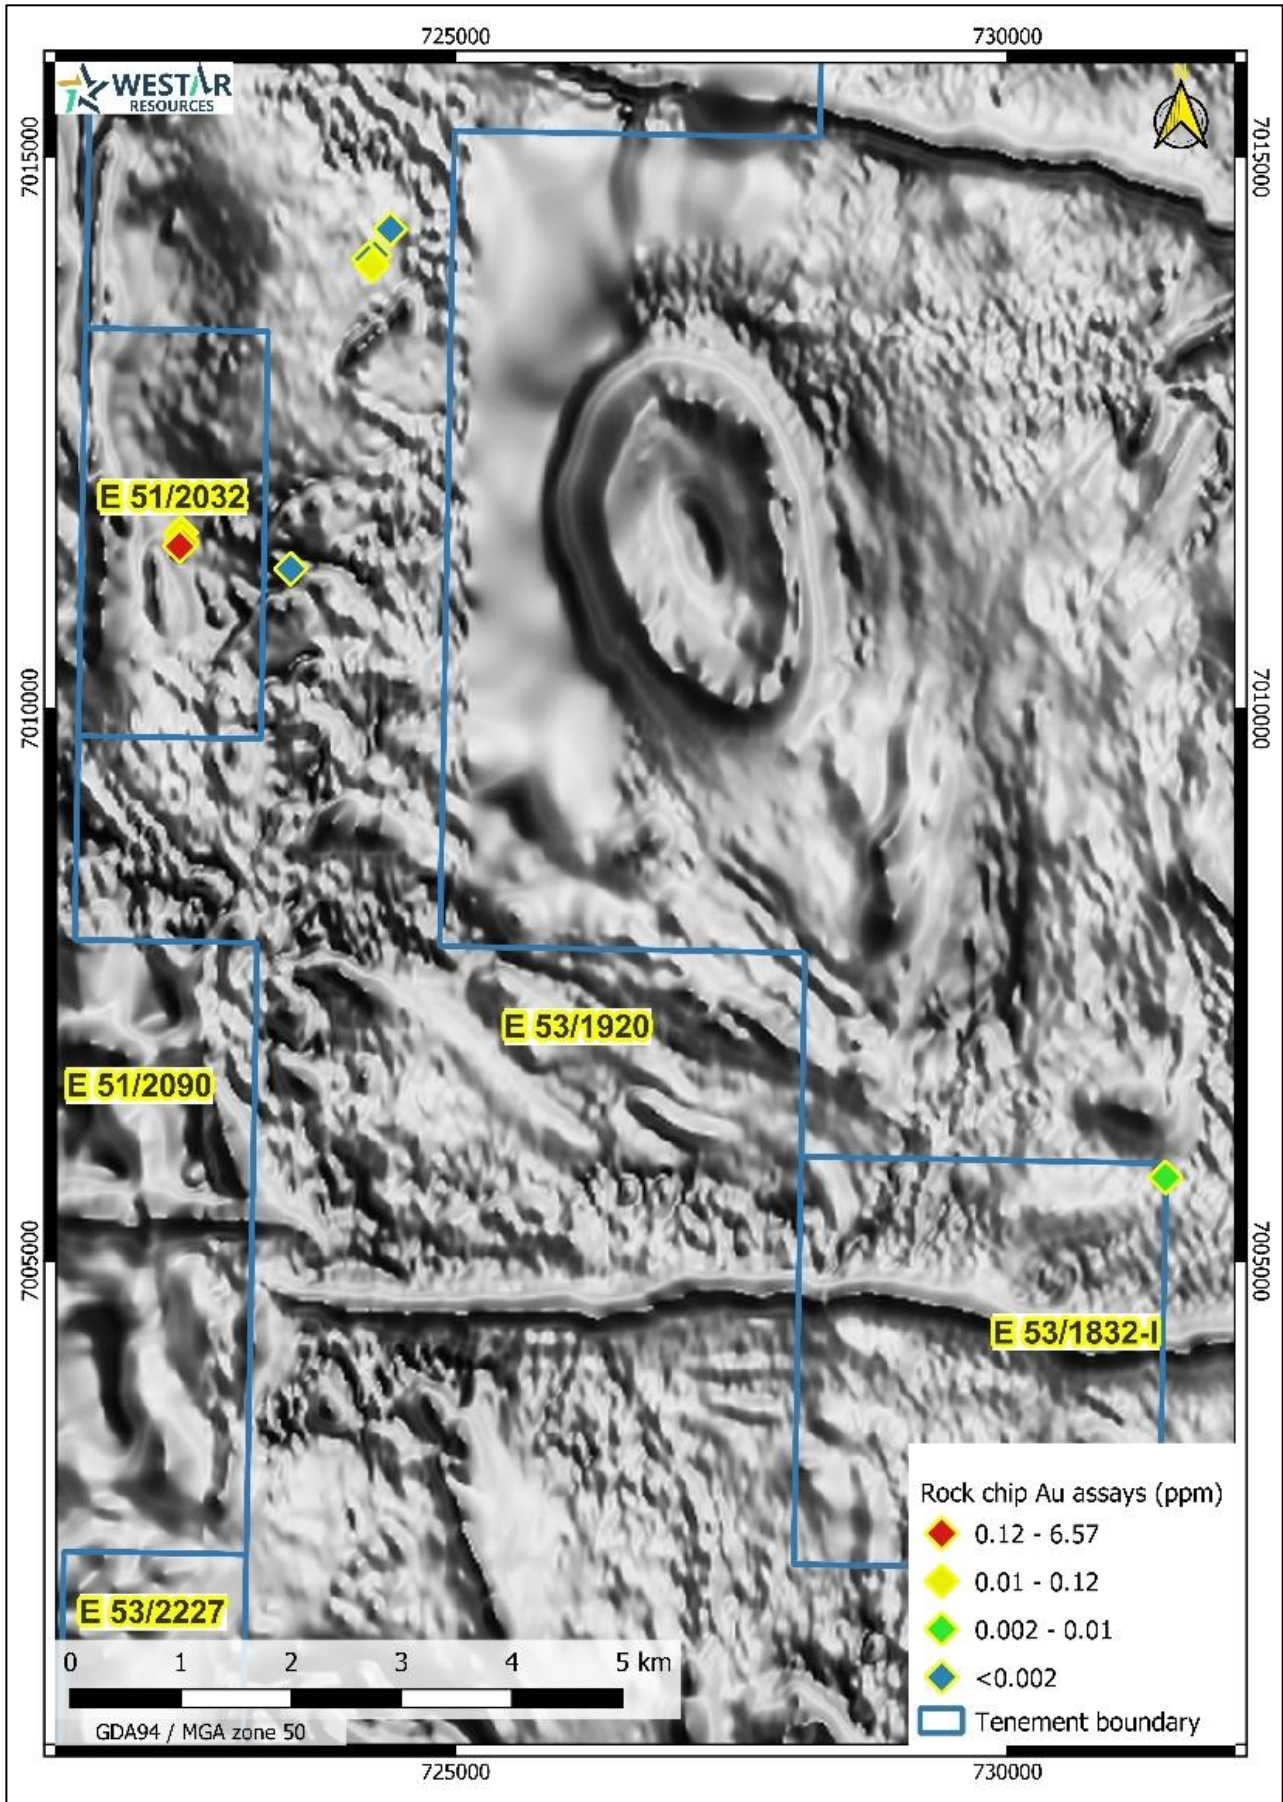 725000
730000
WESTAR
RESOURCES
N
7015000
7015000
E 51/2032
7010000
7010000
E 53/1920
E 51/2090
7005000
7005000
E 53/1832-I
Rock chip Au assays (ppm)
0.12 - 6.57
0.01 - 0.12
0.002 - 0.01
<0.002
Tenement boundary
E 53/2227
0 1 2 3 4 5 km
GDA94 / MGA zone 50
725000
730000